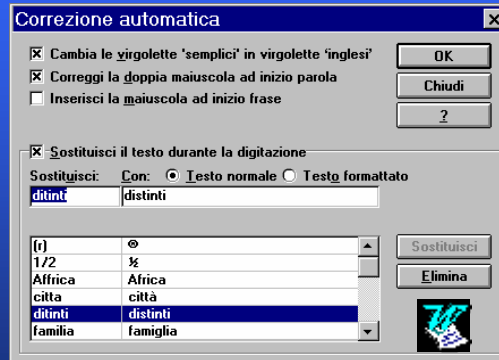 Correzione automatica
Cambia le virgolette 'semplici' in virgolette ‘inglesi’
OK
Correggi la doppia maiuscola ad inizio parola
Chiudi
Inserisci la maiuscola ad inizio frase
?
Sostituisci il testo durante la digitazione
Sostituisci: Con: Testo normale Testo formattato
ditinti distinti
(r) ®
Sostituisci
1/2 ½
Affrica Africa
Elimina
citta città
ditinti distinti
familia famiglia